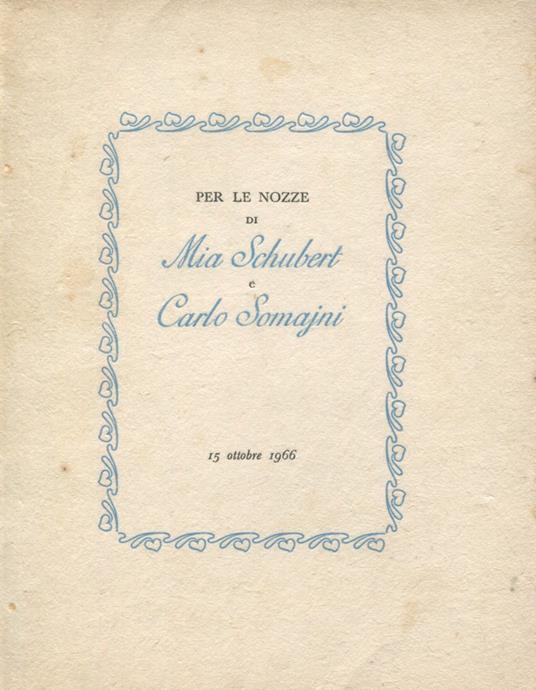 PER LE NOZZE
DI
Mia Schubert
e
Carlo Somajni
15 ottobre 1966